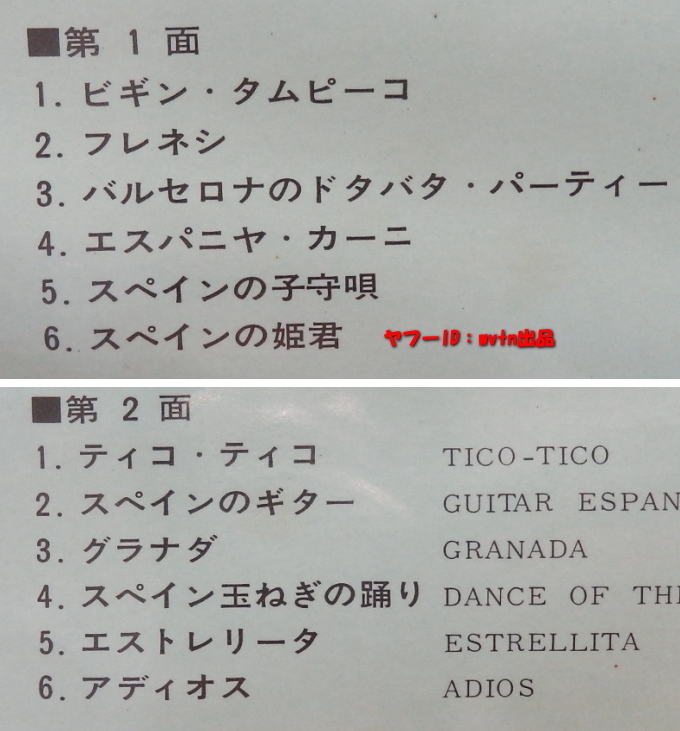 ■第 1 面
1. ビギン・タムピーコ
2. フレネシ
3. バルセロナのドタバタ・パーティー
4. エスパニヤ・カーニ
5. スペインの子守唄
6. スペインの姫君
ヤフーID：wvtn出品
■第 2 面
1. ティコ・ティコ TICO-TICO
2. スペインのギター GUITAR ESPAN
3. グラナダ GRANADA
4. スペイン玉ねぎの踊り DANCE OF TH
5. エストレリータ ESTRELLITA
6. アディオス ADIOS